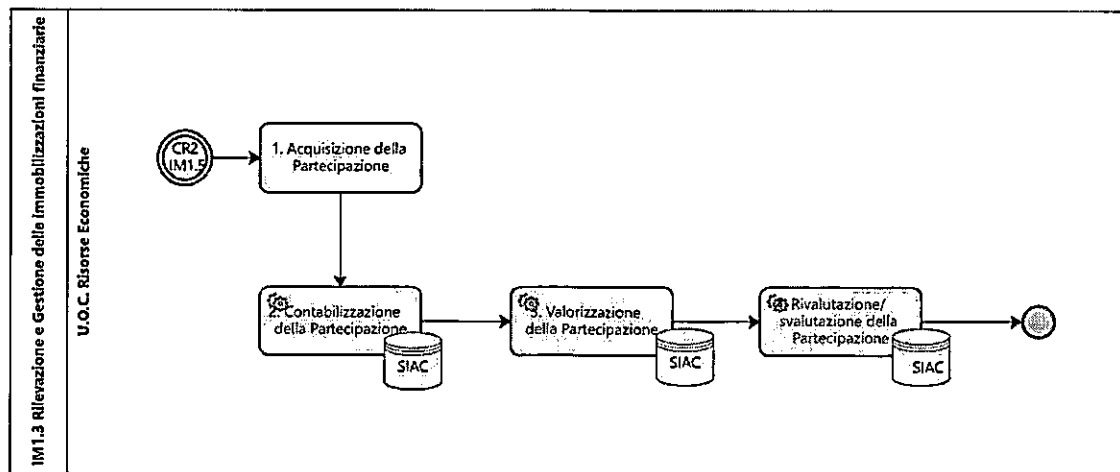 IM1.3 Rilevazione e Gestione delle immobilizzazioni finanziarie
U.O.C. Risorse Economiche
CR2
IM1.5
1. Acquisizione della
Partecipazione
2. Contabilizzazione
della Partecipazione
SIAC
3. Valorizzazione
della Partecipazione
SIAC
Rivalutazione/
svalutazione della
Partecipazione
SIAC